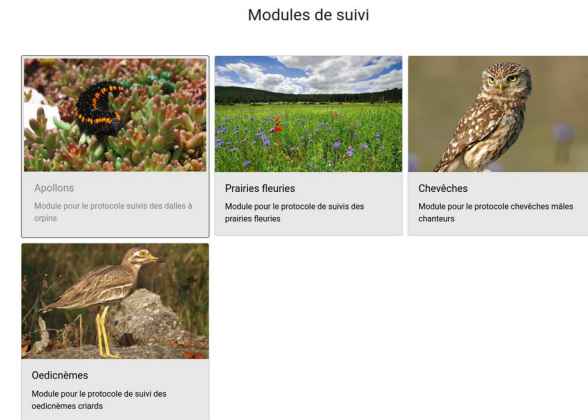 Modules de suivi
Apollons
Module pour le protocole suivis des dalles à
orpins
Prairies fleuries
Module pour le protocole de suivis des
prairies fleuries
Chevêches
Module pour le protocole chevêches mâles
chanteurs
Oedicnèmes
Module pour le protocole de suivi des
oedicnèmes criards